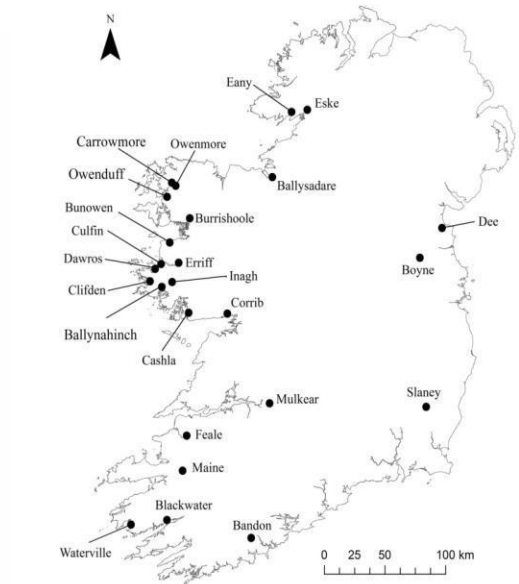 N
Eany
Eske
Carrowmore
Owenmore
Owenduff
Ballysadare
Bunowen
Burrishoole
Culfin
Dee
Dawros
Erriff
Boyne
Clifden
Inagh
Ballynahinch
Corrib
Cashla
Mulkear
Slaney
Feale
Maine
Blackwater
Bandon
Waterville
0 25 50 100 km